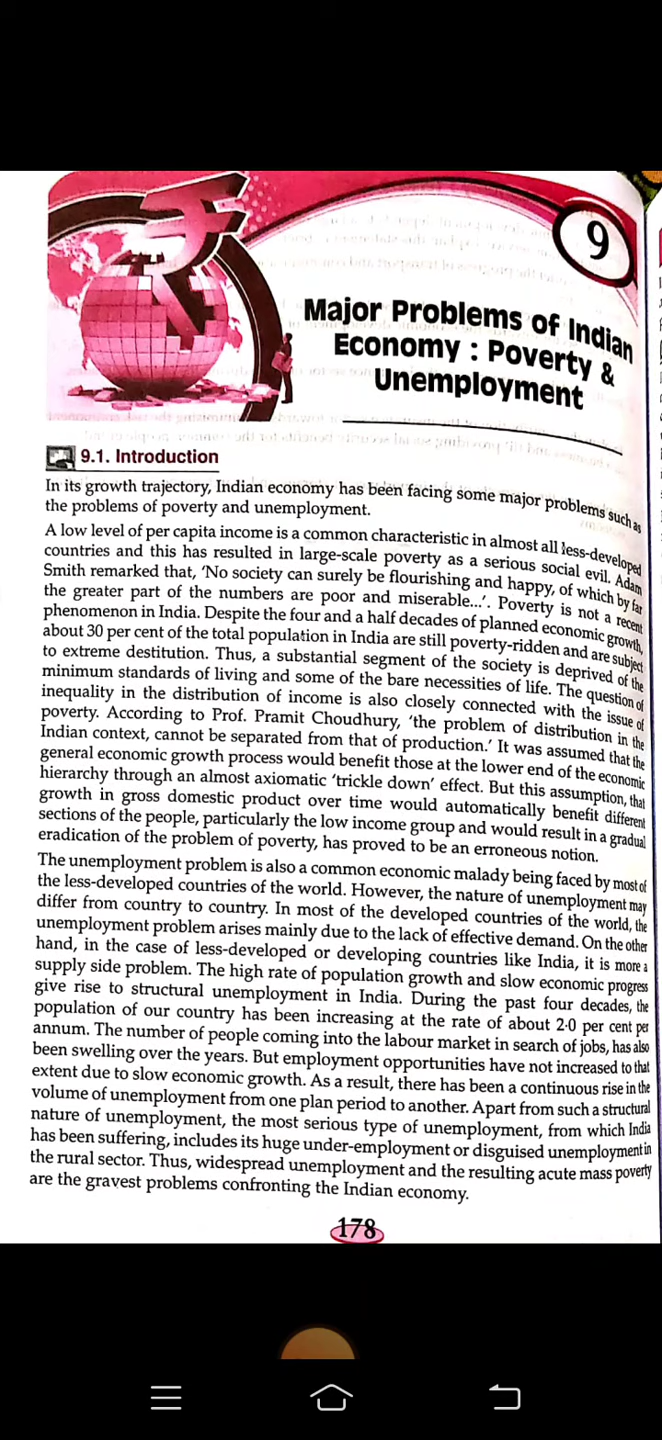 9
Major Problems of Indian
Economy : Poverty &
Unemployment
9.1. Introduction
In its growth trajectory, Indian economy has been facing some major problems such as
the problems of poverty and unemployment.
A low level of per capita income is a common characteristic in almost all less-developed
countries and this has resulted in large-scale poverty as a serious social evil. Adam
Smith remarked that, 'No society can surely be flourishing and happy, of which by far
the greater part of the numbers are poor and miserable...'. Poverty is not a recent
phenomenon in India. Despite the four and a half decades of planned economic growth,
about 30 per cent of the total population in India are still poverty-ridden and are subject
to extreme destitution. Thus, a substantial segment of the society is deprived of the
minimum standards of living and some of the bare necessities of life. The question of
inequality in the distribution of income is also closely connected with the issue of
poverty. According to Prof. Pramit Choudhury, 'the problem of distribution in the
Indian context, cannot be separated from that of production.' It was assumed that the
general economic growth process would benefit those at the lower end of the economic
hierarchy through an almost axiomatic 'trickle down' effect. But this assumption, that
growth in gross domestic product over time would automatically benefit different
sections of the people, particularly the low income group and would result in a gradual
eradication of the problem of poverty, has proved to be an erroneous notion.
The unemployment problem is also a common economic malady being faced by most of
the less-developed countries of the world. However, the nature of unemployment may
differ from country to country. In most of the developed countries of the world, the
unemployment problem arises mainly due to the lack of effective demand. On the other
hand, in the case of less-developed or developing countries like India, it is more a
supply side problem. The high rate of population growth and slow economic progress
give rise to structural unemployment in India. During the past four decades, the
population of our country has been increasing at the rate of about 2·0 per cent per
annum. The number of people coming into the labour market in search of jobs, has also
been swelling over the years. But employment opportunities have not increased to that
extent due to slow economic growth. As a result, there has been a continuous rise in the
volume of unemployment from one plan period to another. Apart from such a structural
nature of unemployment, the most serious type of unemployment, from which India
has been suffering, includes its huge under-employment or disguised unemployment in
the rural sector. Thus, widespread unemployment and the resulting acute mass poverty
are the gravest problems confronting the Indian economy.
178